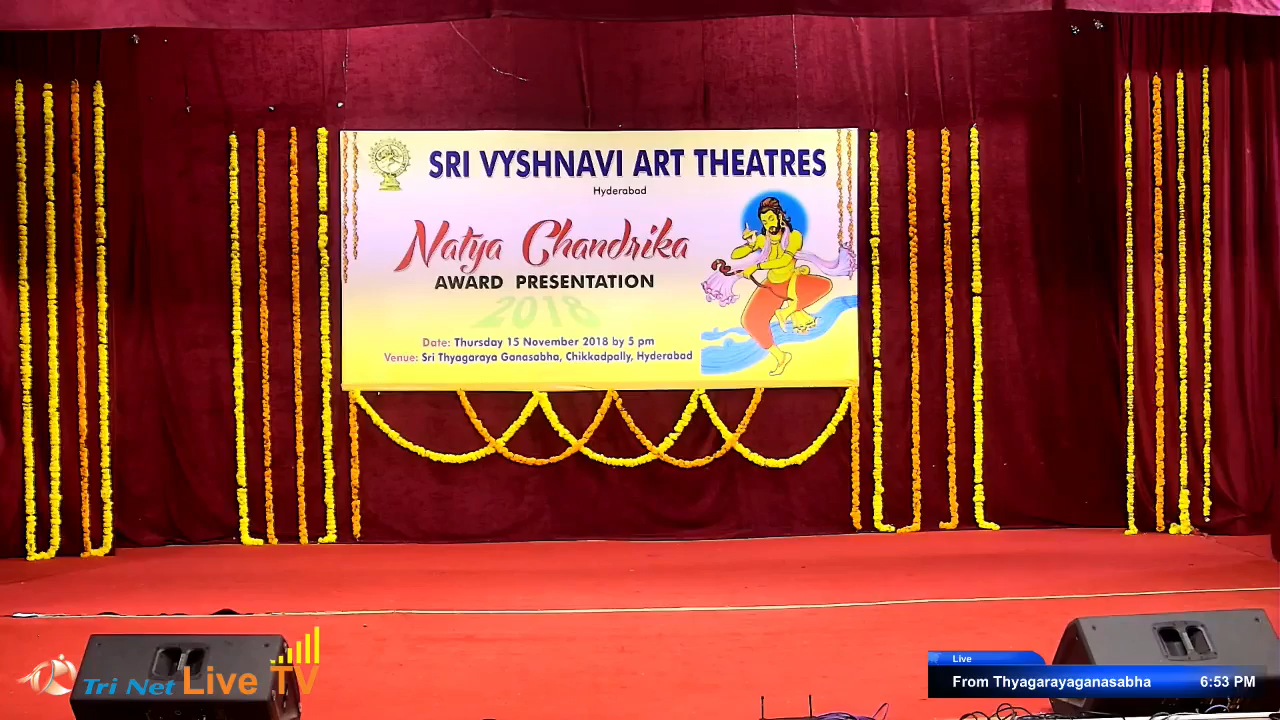 SRI VYSHNAVI ART THEATRES
Hyderabad
Natya Chandrika
AWARD PRESENTATION
2018
Date: Thursday 15 November 2018 by 5 pm
Venue: Sri Thyagaraya Ganasabha, Chikkadpally, Hyderabad
Tri Net Live TV
Live
From Thyagarayaganasabha 6:53 PM